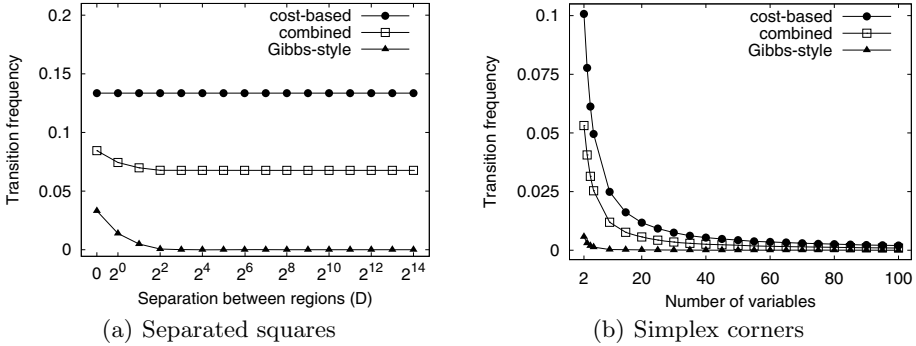 cost-based
combined
Gibbs-style
0.2
0.15
0.1
0.05
0
Transition frequency
0 2^0 2^2 2^4 2^6 2^8 2^10 2^12 2^14
Separation between regions (D)
(a) Separated squares
cost-based
combined
Gibbs-style
0.1
0.075
0.05
0.025
0
Transition frequency
2 20 40 60 80 100
Number of variables
(b) Simplex corners